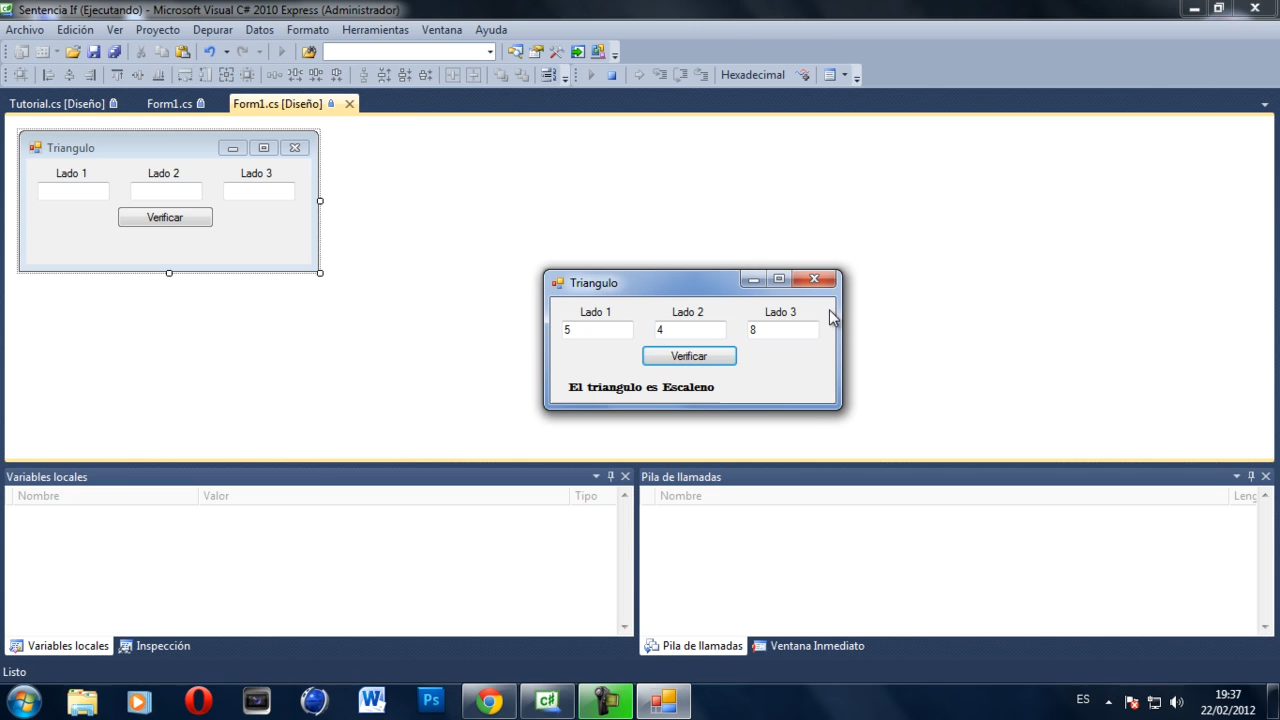 Sentencia If (Ejecutando) - Microsoft Visual C# 2010 Express (Administrador)
Archivo Edición Ver Proyecto Depurar Datos Formato Herramientas Ventana Ayuda
Hexadecimal
Tutorial.cs [Diseño] Form1.cs Form1.cs [Diseño]
Triangulo
Lado 1 Lado 2 Lado 3
Verificar
Triangulo
Lado 1 Lado 2 Lado 3
5 4 8
Verificar
El triangulo es Escaleno
Variables locales
Nombre Valor Tipo
Pila de llamadas
Nombre Leng
Variables locales Inspección
Pila de llamadas Ventana Inmediato
Listo
W Ps C# ES 19:37
22/02/2012